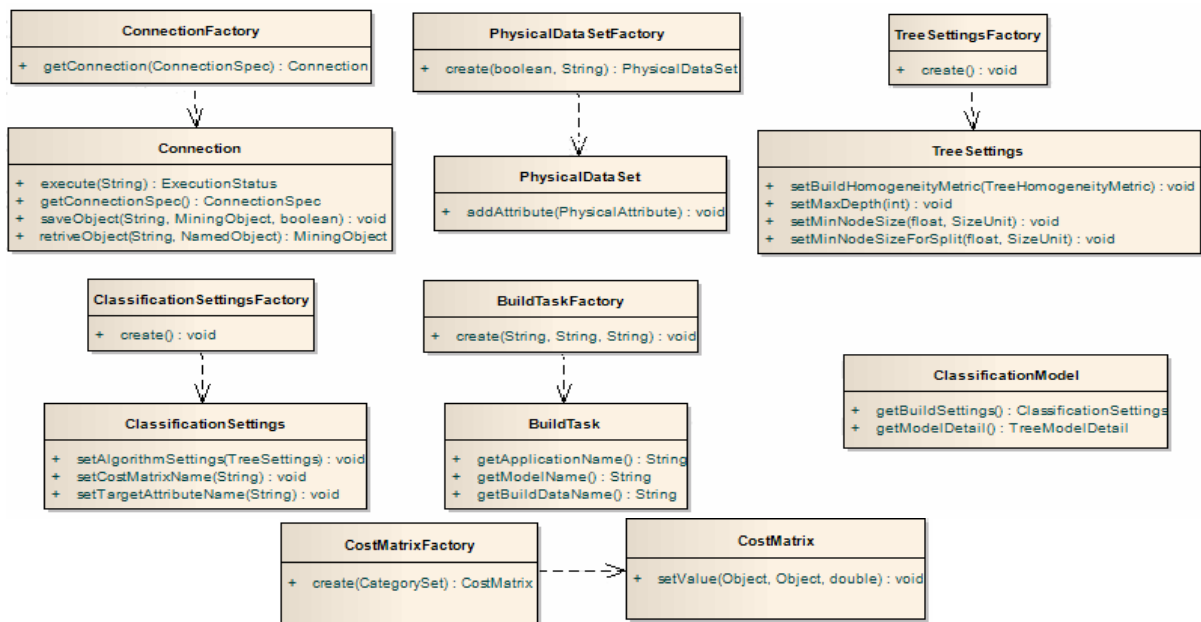 ConnectionFactory
+ getConnection(ConnectionSpec) : Connection
PhysicalDataSetFactory
+ create(boolean, String) : PhysicalDataSet
TreeSettingsFactory
+ create() : void
Connection
+ execute(String) : ExecutionStatus
+ getConnectionSpec() : ConnectionSpec
+ saveObject(String, MiningObject, boolean) : void
+ retriveObject(String, NamedObject) : MiningObject
PhysicalDataSet
+ addAttribute(PhysicalAttribute) : void
TreeSettings
+ setBuildHomogeneityMetric(TreeHomogeneityMetric) : void
+ setMaxDepth(int) : void
+ setMinNodeSize(float, SizeUnit) : void
+ setMinNodeSizeForSplit(float, SizeUnit) : void
ClassificationSettingsFactory
+ create() : void
BuildTaskFactory
+ create(String, String, String) : void
ClassificationModel
+ getBuildSettings() : ClassificationSettings
+ getModelDetail() : TreeModelDetail
ClassificationSettings
+ setAlgorithmSettings(TreeSettings) : void
+ setCostMatrixName(String) : void
+ setTargetAttributeName(String) : void
BuildTask
+ getApplicationName() : String
+ getModelName() : String
+ getBuildDataName() : String
CostMatrixFactory
+ create(CategorySet) : CostMatrix
CostMatrix
+ setValue(Object, Object, double) : void